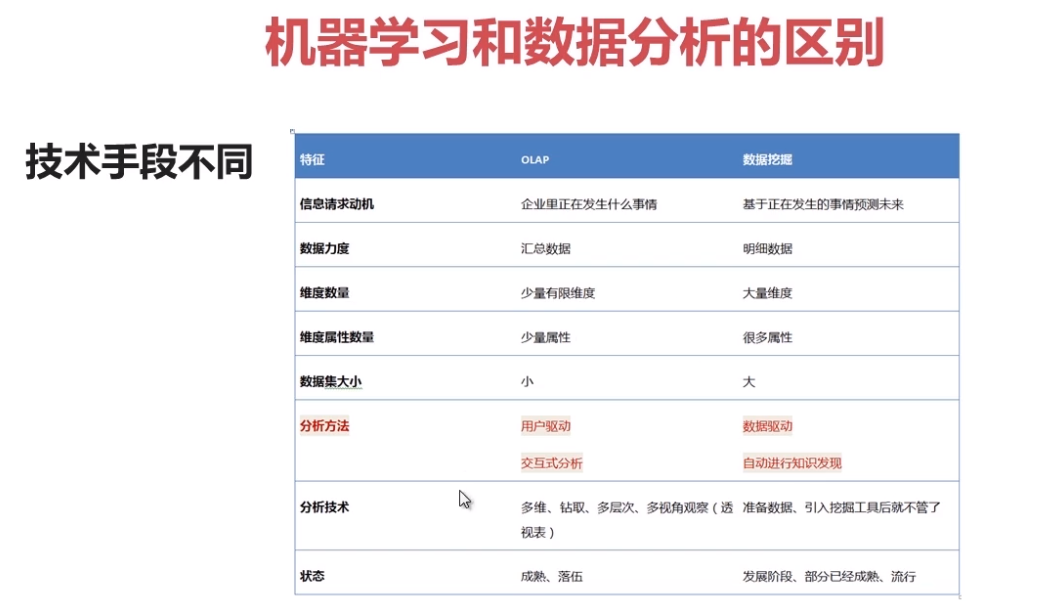 机器学习和数据分析的区别
技术手段不同
特征 OLAP 数据挖掘
信息请求动机 企业里正在发生什么事情 基于正在发生的事情预测未来
数据力度 汇总数据 明细数据
维度数量 少量有限维度 大量维度
维度属性数量 少量属性 很多属性
数据集大小 小 大
分析方法 用户驱动 数据驱动
交互式分析 自动进行知识发现
分析技术 多维、钻取、多层次、多视角观察（透 准备数据、引入挖掘工具后就不管了
视表）
状态 成熟、落伍 发展阶段、部分已经成熟、流行